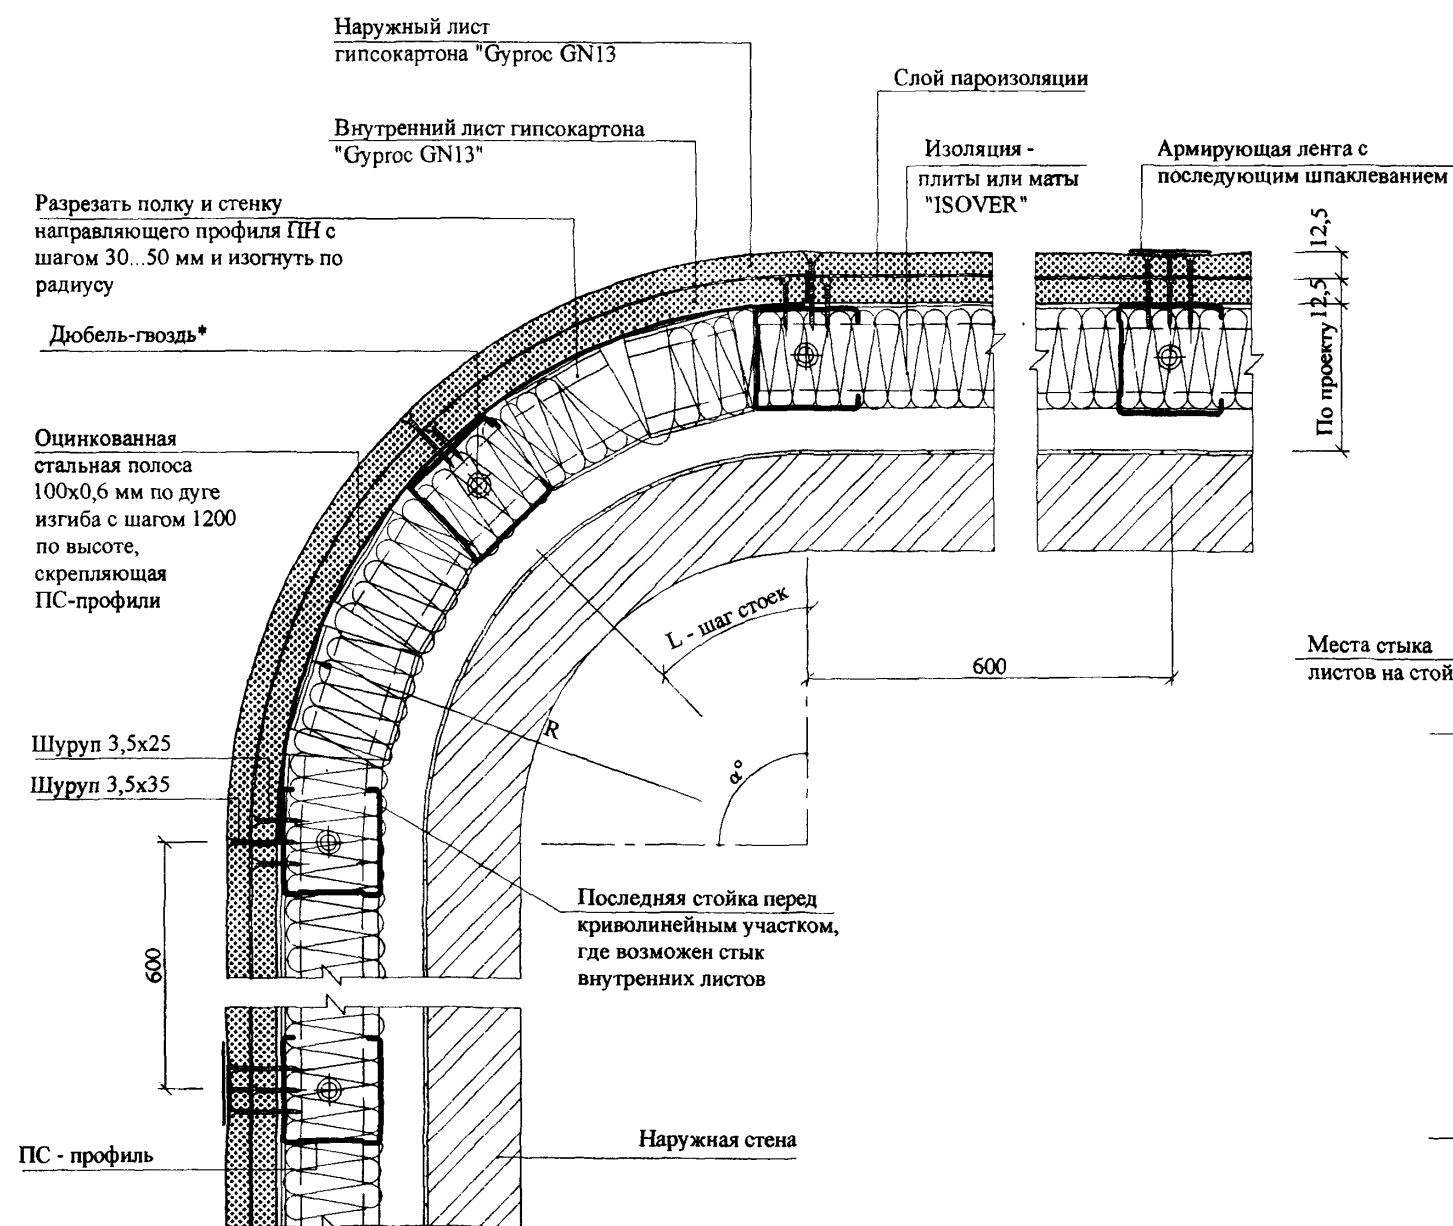 Наружный лист
гипсокартона "Gyproc GN13
Слой пароизоляции
Внутренний лист гипсокартона
"Gyproc GN13"
Изоляция -
плиты или маты
"ISOVER"
Армирующая лента с
последующим шпаклеванием
Разрезать полку и стенку
направляющего профиля ПН с
шагом 30...50 мм и изогнуть по
радиусу
12,5
12,5
По проекту
Дюбель-гвоздь*
Оцинкованная
стальная полоса
100х0,6 мм по дуге
изгиба с шагом 1200
по высоте,
скрепляющая
ПС-профили
L - шаг стоек
600
Места стыка
листов на стой
R
α°
Шуруп 3,5х25
Шуруп 3,5х35
Последняя стойка перед
криволинейным участком,
где возможен стык
внутренних листов
600
Наружная стена
ПС - профиль